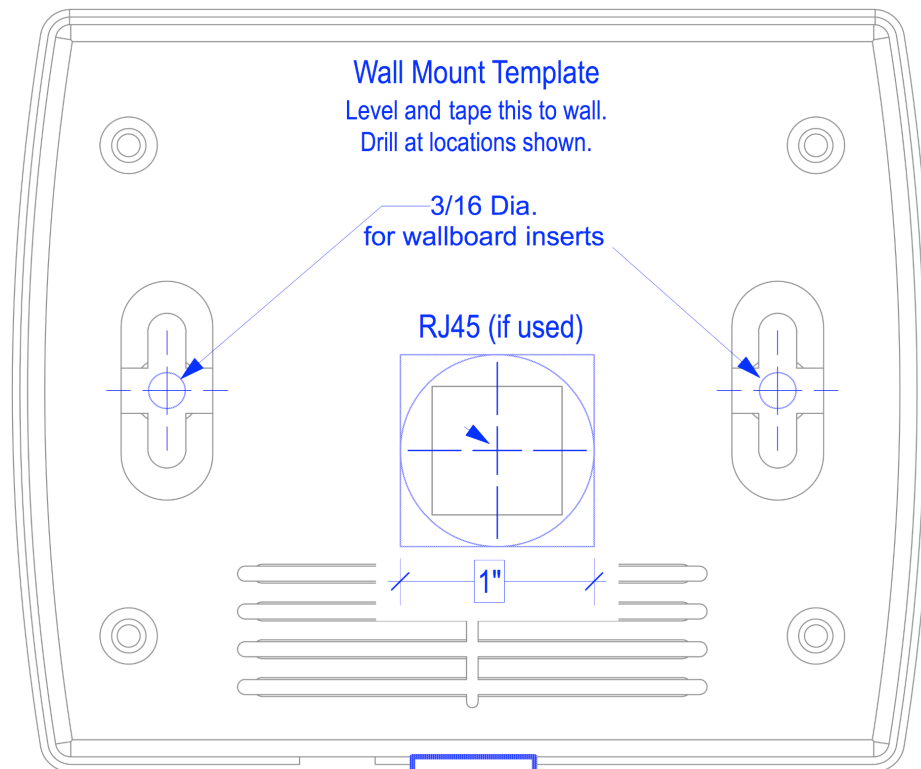 Wall Mount Template
Level and tape this to wall.
Drill at locations shown.
3/16 Dia.
for wallboard inserts
RJ45 (if used)
1"